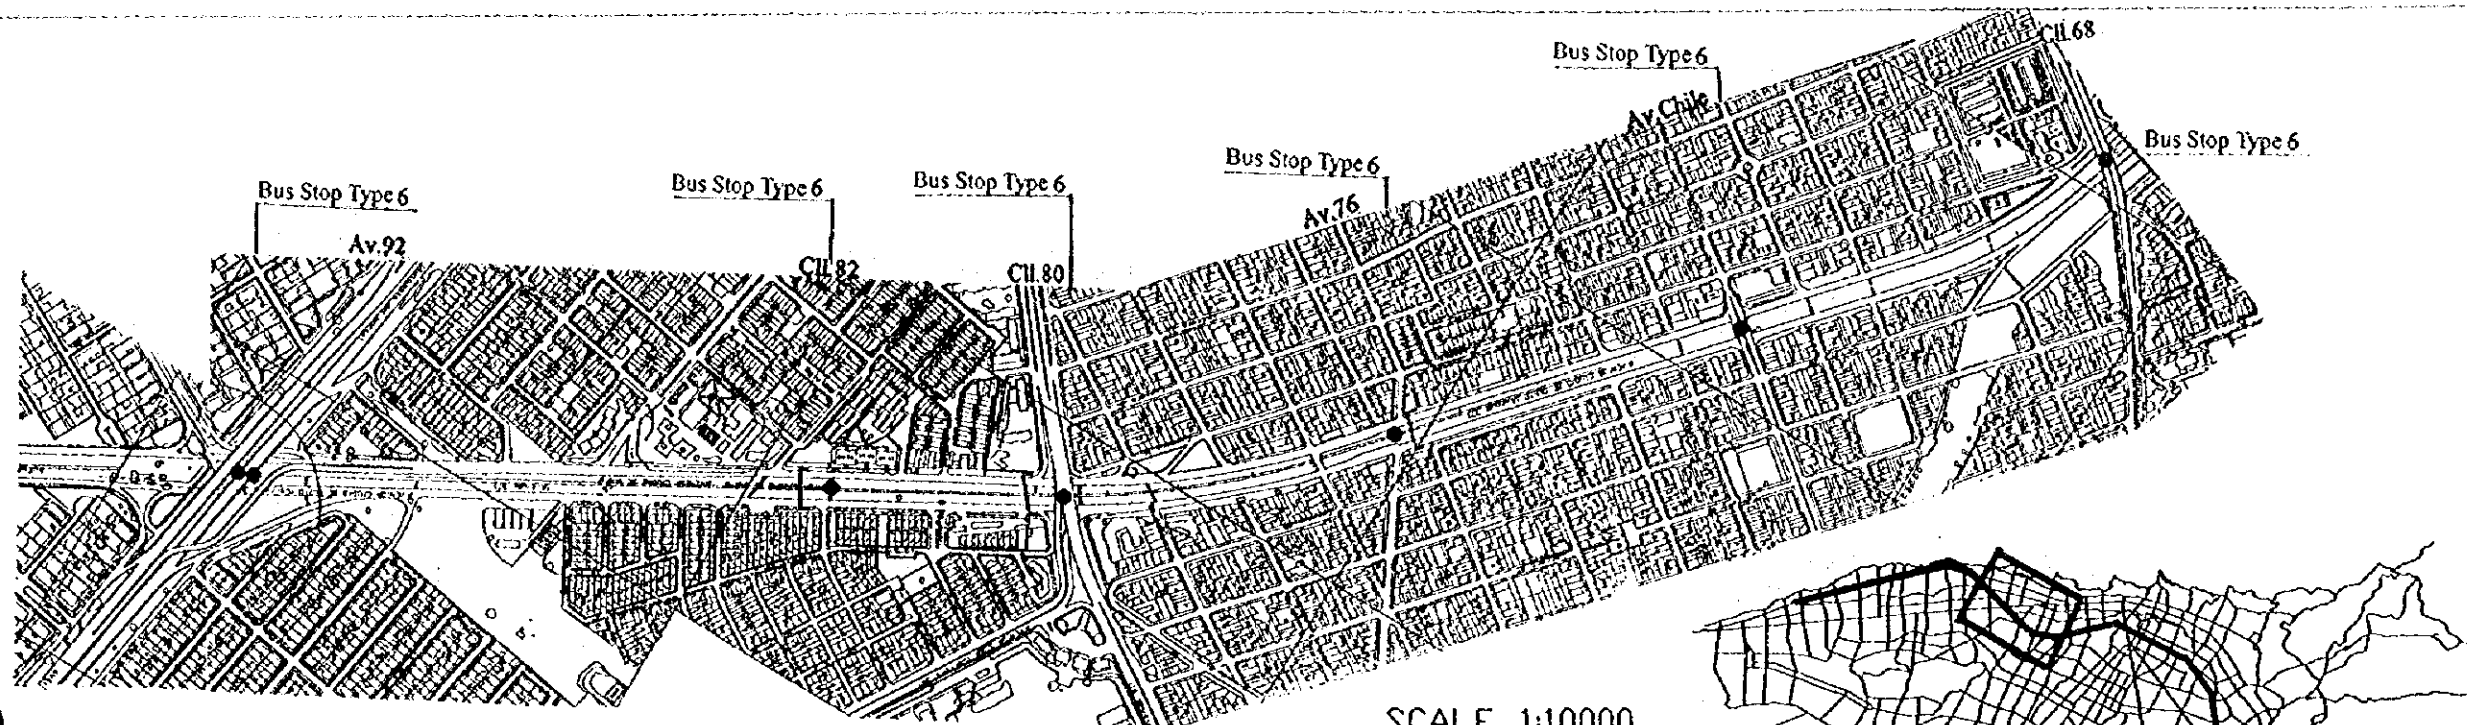 Cll.68
Bus Stop Type 6
Av.Chile
Bus Stop Type 6
Bus Stop Type 6
Av.76
Bus Stop Type 6
Bus Stop Type 6
Bus Stop Type 6
Av.92
Cll.82
Cll.80
SCALE 1:10000